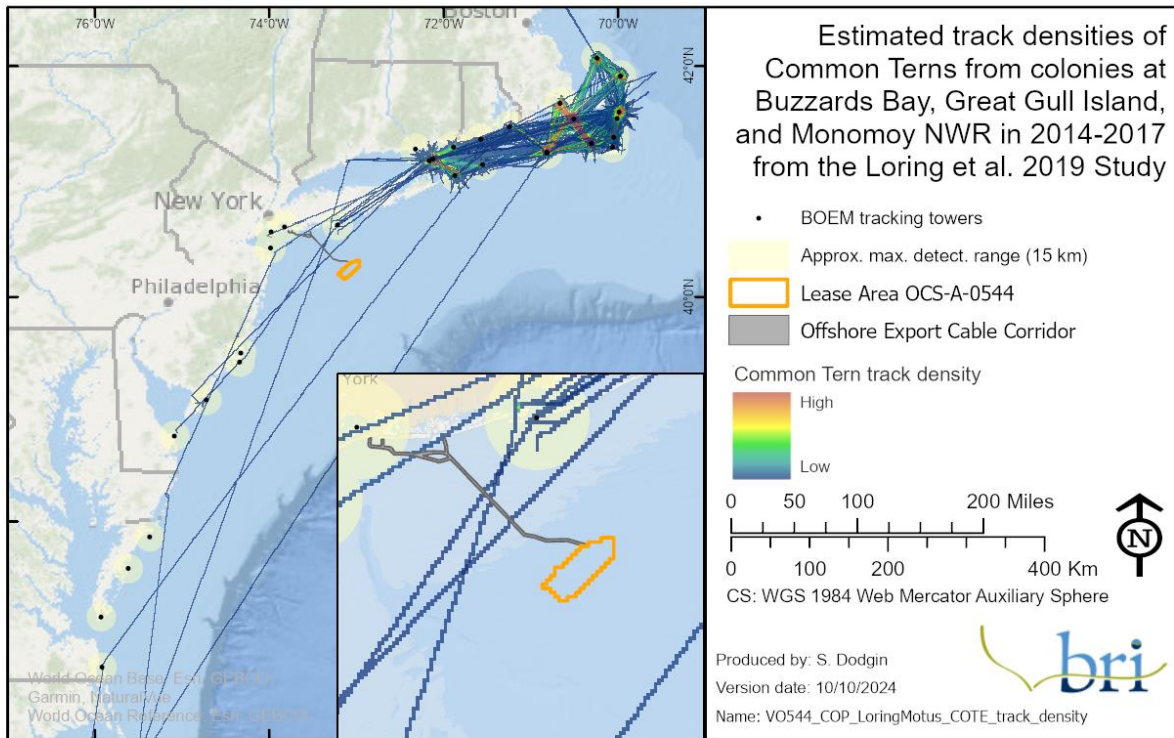 76°0'W
74°0'W
72°0'W
70°0'W
Boston
42°0'N
New York
Philadelphia
40°0'N
York
World Ocean Base: Esri, GEBCO,
Garmin, NaturalVue
World Ocean Reference: Esri, GEBCO,
Estimated track densities of
Common Terns from colonies at
Buzzards Bay, Great Gull Island,
and Monomoy NWR in 2014-2017
from the Loring et al. 2019 Study
BOEM tracking towers
Approx. max. detect. range (15 km)
Lease Area OCS-A-0544
Offshore Export Cable Corridor
Common Tern track density
High
Low
0 50 100 200 Miles
0 100 200 400 Km
N
CS: WGS 1984 Web Mercator Auxiliary Sphere
Produced by: S. Dodgin
Version date: 10/10/2024
Name: VO544_COP_LoringMotus_COTE_track_density
bri